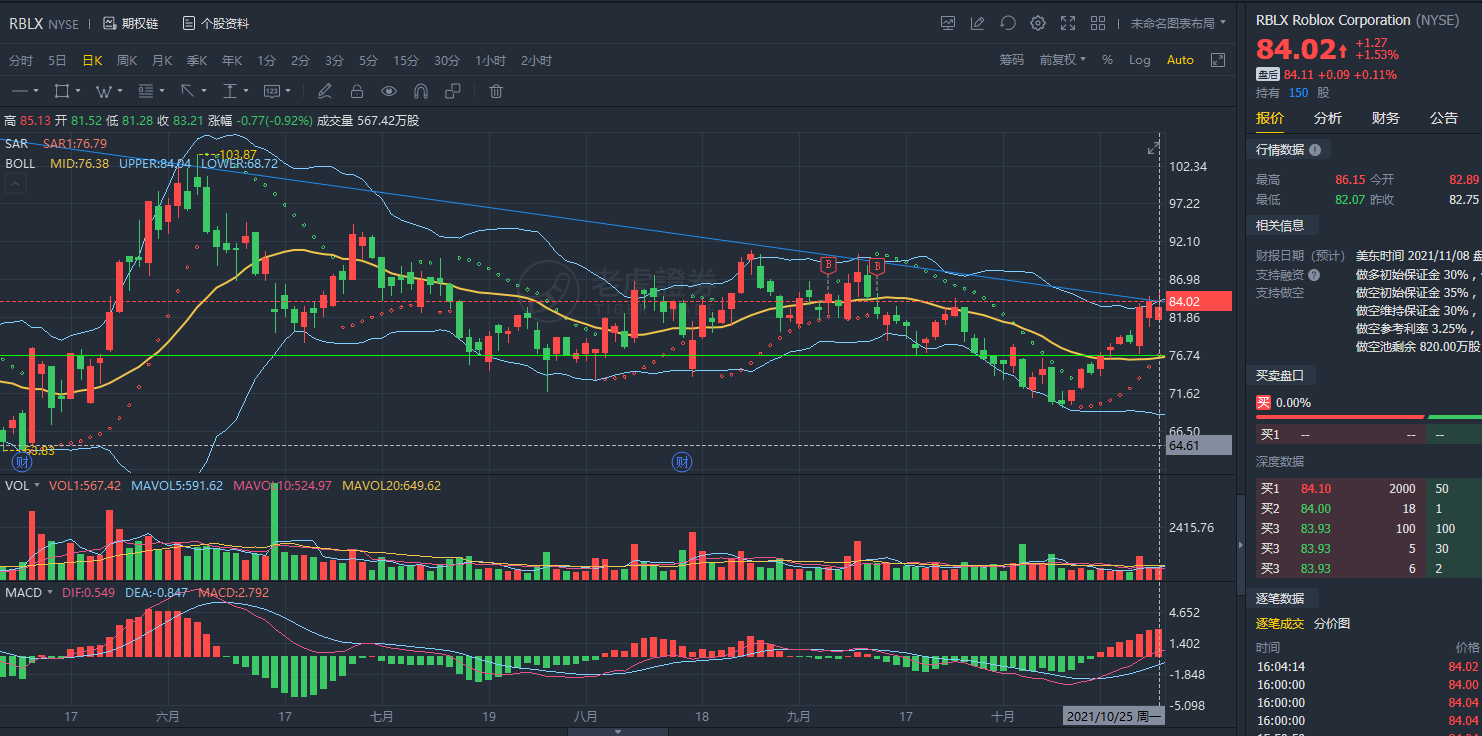 RBLX NYSE | 期权链 个股资料 未命名图表布局
分时 5日 日K 周K 月K 季K 年K 1分 2分 3分 5分 15分 30分 1小时 2小时 筹码 前复权 % Log Auto
123
高 85.13 开 81.52 低 81.28 收 83.21 涨幅 -0.77(-0.92%) 成交量 567.42万股
SAR SAR1:76.79
BOLL MID:76.38 UPPER:84.04 LOWER:68.72
103.87
102.34
97.22
92.10
86.98
84.02
81.86
76.74
71.62
66.50
64.61
老虎證券
B
B
财
财
VOL VOL1:567.42 MAVOL5:591.62 MAVOL10:524.97 MAVOL20:649.62
2415.76
MACD DIF:0.549 DEA:-0.847 MACD:2.792
4.652
1.402
-1.848
-5.098
17 六月 17 七月 19 八月 18 九月 17 十月 2021/10/25 周一
RBLX Roblox Corporation (NYSE)
84.02 +1.27
+1.53%
盘后 84.11 +0.09 +0.11%
持有 150 股
报价 分析 财务 公告
行情数据
最高 86.15 今开 82.89
最低 82.07 昨收 82.75
相关信息
财报日期（预计） 美东时间 2021/11/08 盘
支持融资 做多初始保证金 30%，
支持做空 做空初始保证金 35%，
做空维持保证金 30%，
做空参考利率 3.25%，
做空池剩余 820.00万股
买卖盘口
买 0.00%
买1 -- -- --
深度数据
买1 84.10 2000 50
买2 84.00 18 1
买3 83.93 100 100
买3 83.93 5 30
买3 83.93 6 2
逐笔数据
逐笔成交 分价图
时间 价格
16:04:14 84.02
16:00:00 84.00
16:00:00 84.04
16:00:00 84.04